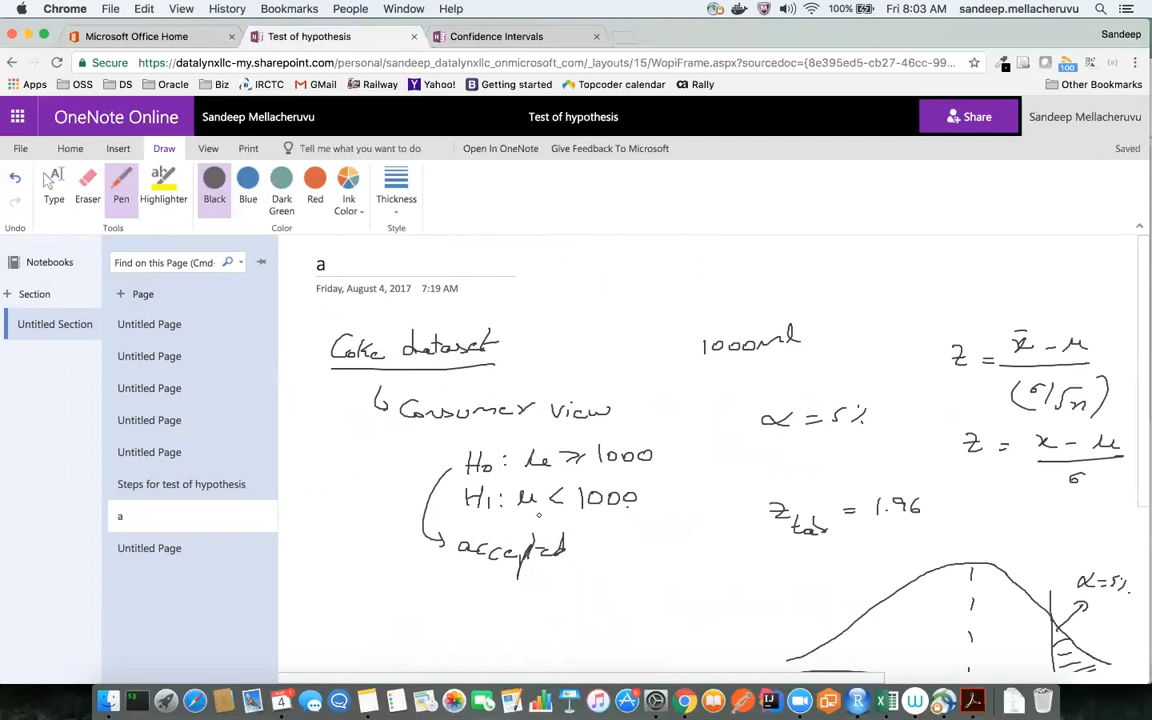 Chrome File Edit View History Bookmarks People Window Help 100% Fri 8:03 AM sandeep.mellacheruvu
Microsoft Office Home × Test of hypothesis × Confidence Intervals × Sandeep
Secure https://datalynxllc-my.sharepoint.com/personal/sandeep_datalynxllc_onmicrosoft_com/_layouts/15/WopiFrame.aspx?sourcedoc={8e395ed5-cb27-46cc-99... 100
Apps OSS DS Oracle Biz IRCTC GMail Railway Yahoo! Getting started Topcoder calendar Rally Other Bookmarks
OneNote Online Sandeep Mellacheruvu Test of hypothesis Share Sandeep Mellacheruvu
File Home Insert Draw View Print Tell me what you want to do Open In OneNote Give Feedback To Microsoft Saved
Type Eraser Pen Highlighter Black Blue Dark Green Red Ink Color Thickness
Undo Tools Color Style
Notebooks
+ Section
Untitled Section
Find on this Page (Cmd-
+ Page
Untitled Page
Untitled Page
Untitled Page
Untitled Page
Untitled Page
Steps for test of hypothesis
a
Untitled Page
a
Friday, August 4, 2017 7:19 AM
Coke dataset
↳ Consumer view
H₀: μ ≥ 1000
H₁: μ < 1000
accepted
1000ml
α = 5%
Z tab = 1.96
Z = x̄ - μ / (σ/√n)
Z = x - μ / σ
α = 5%